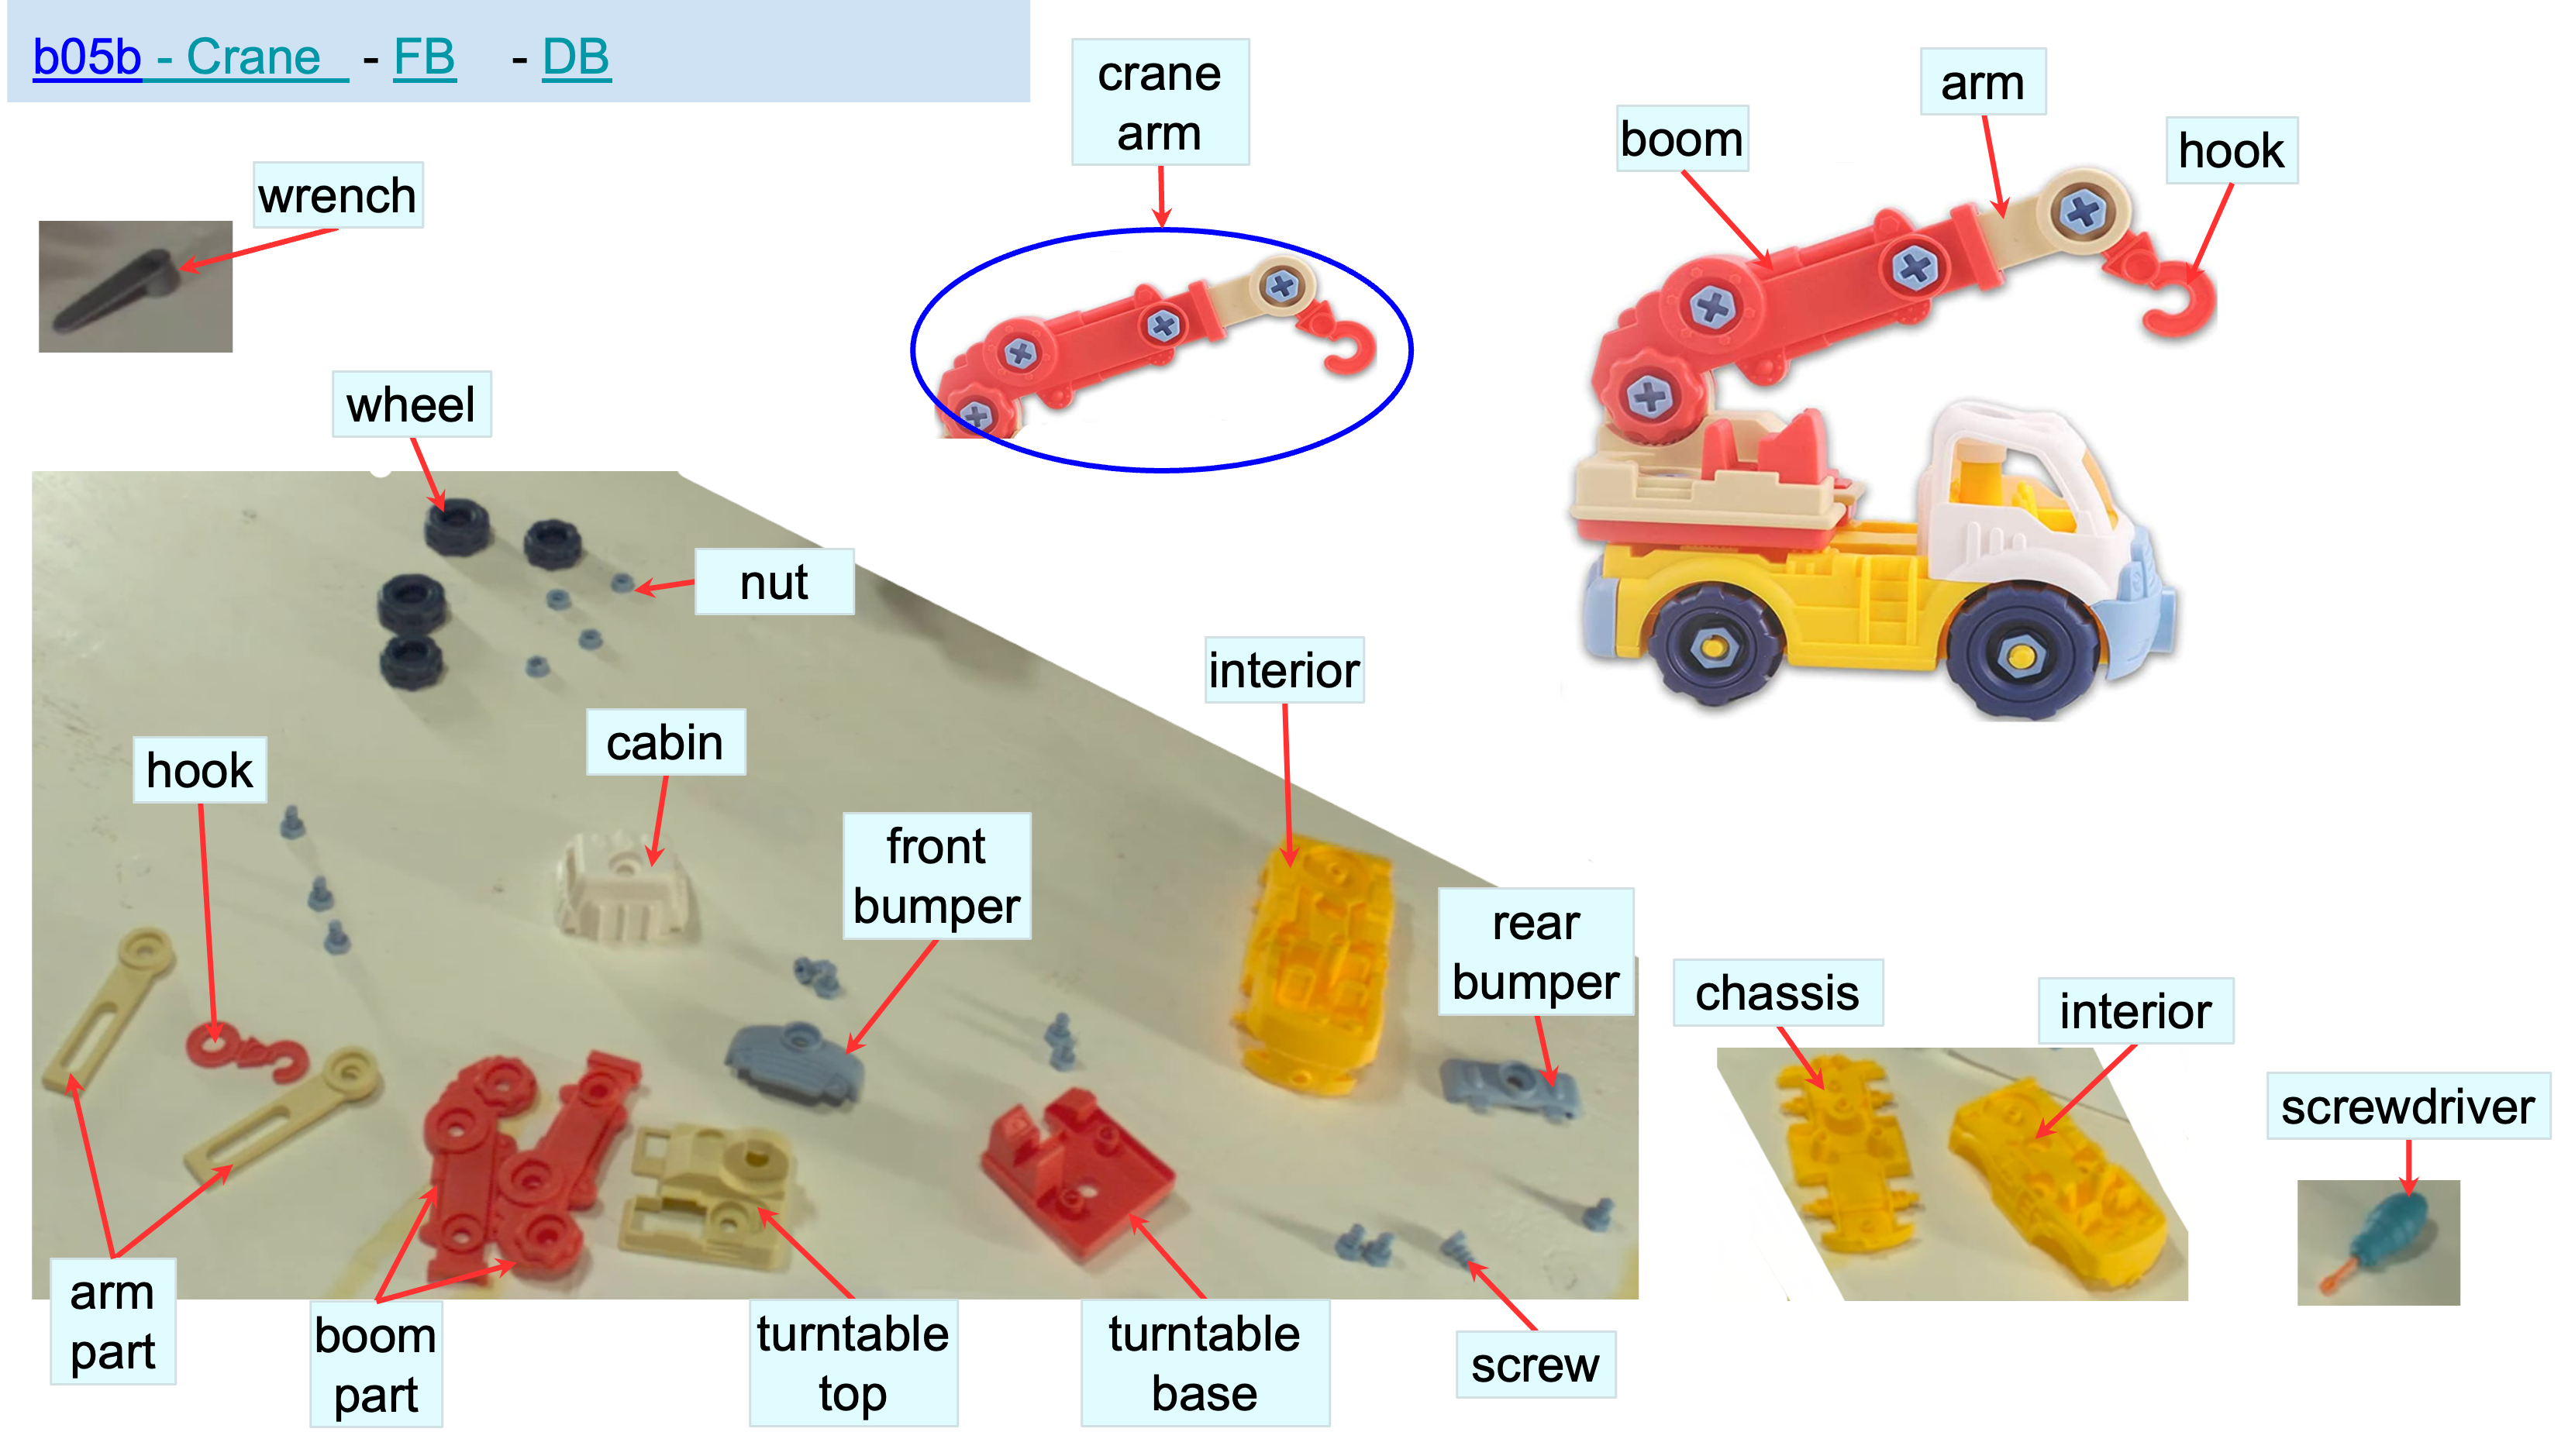 b05b - Crane - FB - DB
crane
arm
arm
boom
hook
wrench
wheel
nut
interior
cabin
hook
front
bumper
rear
bumper
chassis
interior
screwdriver
arm
part
boom
part
turntable
top
turntable
base
screw